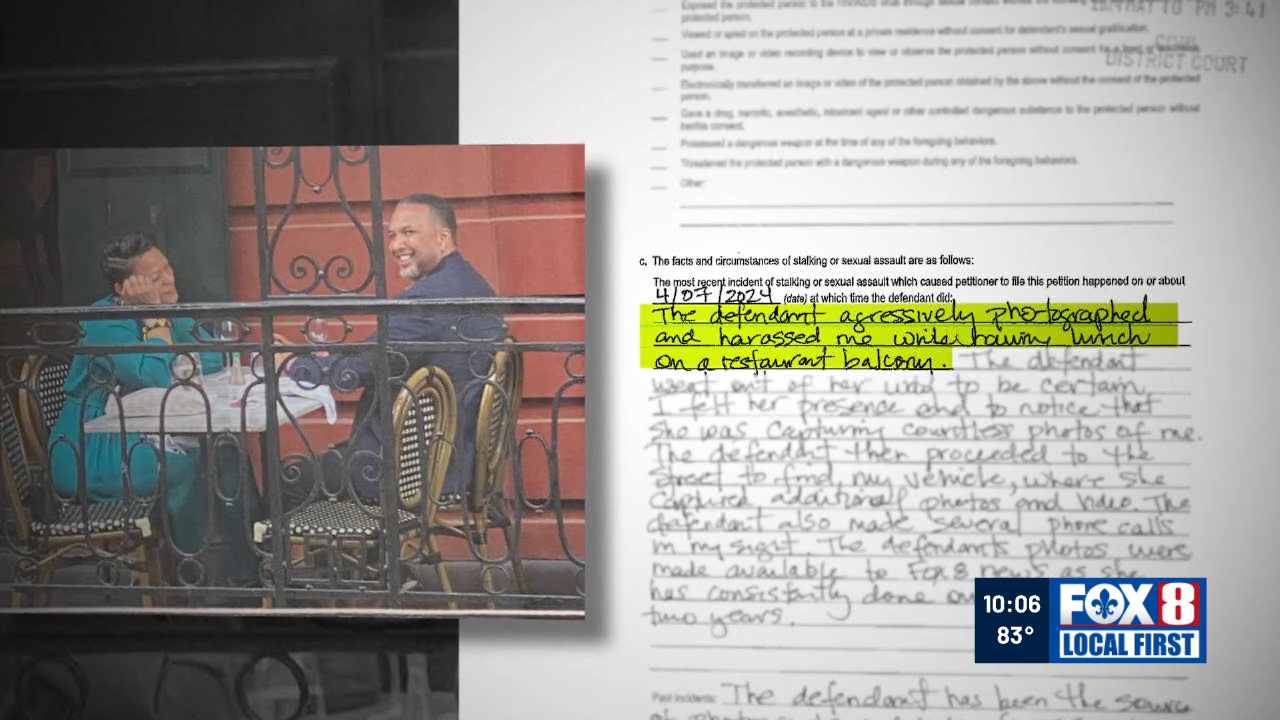 protected person.
Viewed or spied on the protected person at a private residence without consent for defendant's sexual gratification.
Used an image or video recording device to view or observe the protected person without consent for a
purpose.
Electronically transferred an image or video of the protected person obtained by the above without the consent of the protected
person.
Gave a drug, narcotic, anesthetic, intoxicant agent or other controlled dangerous substance to the protected person without
consent.
Possessed a dangerous weapon at the time of any of the foregoing behaviors.
Threatened the protected person with a dangerous weapon during any of the foregoing behaviors.
Other:
PM 3:41
CIVIL
DISTRICT COURT
c. The facts and circumstances of stalking or sexual assault are as follows:
The most recent incident of stalking or sexual assault which caused petitioner to file this petition happened on or about
4/07/2024 (date) at which time the defendant did:
The defendant agressively photographed
and harassed me while having lunch
on a restaurant balcony. The defendant
went out of her way to be certain
I felt her presence and to notice that
she was capturing countless photos of me.
The defendant then proceeded to the
street to find my vehicle, where she
captured additional photos and video. The
defendant also made several phone calls
in my sight. The defendants photos were
made available to Fox 8 news as she
has consistantly done
two years.
Past incidents: The defendant has been the source
10:06
83°
FOX 8
LOCAL FIRST